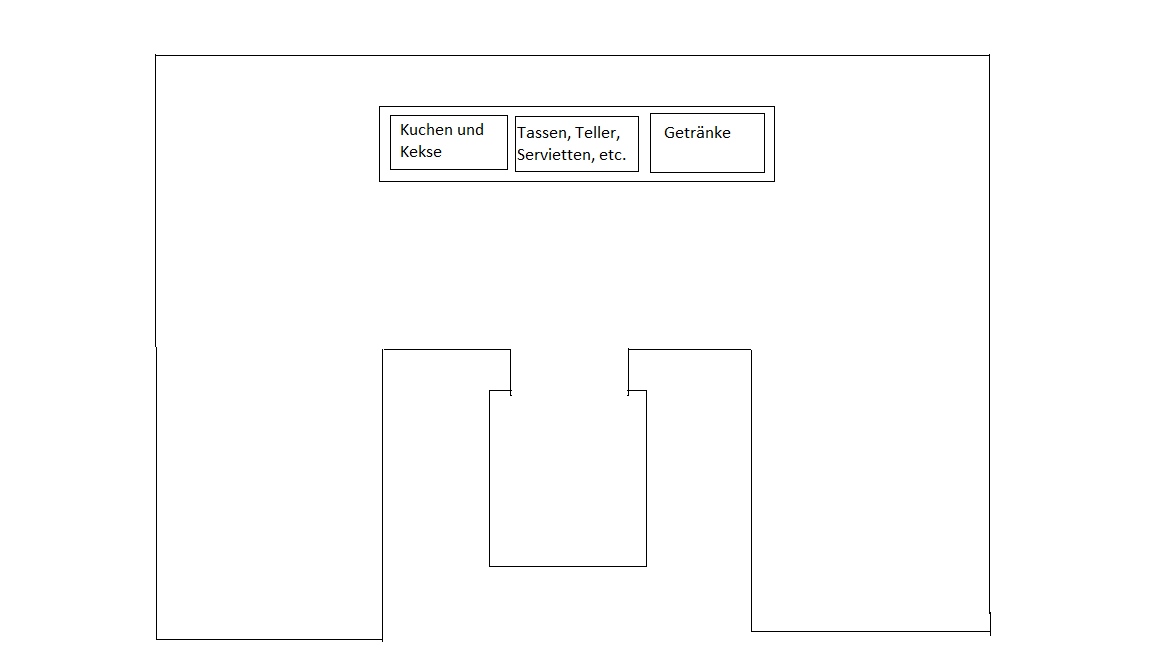 Kuchen und
Kekse
Tassen, Teller,
Servietten, etc.
Getränke